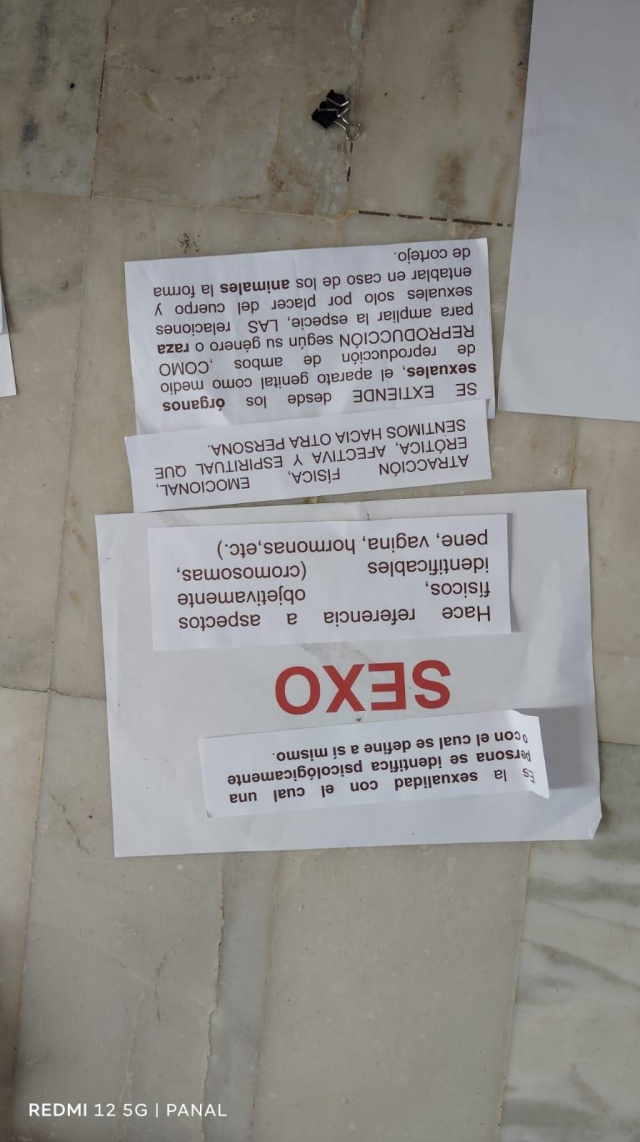 Es la sexualidad con el cual una
persona se identifica psicológicamente
o con el cual se define a si mismo.
SEXO
Hace referencia a aspectos
físicos, objetivamente
identificables (cromosomas,
pene, vagina, hormonas,etc.)
ATRACCIÓN FÍSICA, EMOCIONAL,
ERÓTICA, AFECTIVA Y ESPIRITUAL QUE
SENTIMOS HACIA OTRA PERSONA.
SE EXTIENDE desde los órganos
sexuales, el aparato genital como medio
de reproducción de ambos ,COMO
REPRODUCCIÓN según su género o raza
para ampliar la especie, LAS relaciones
sexuales solo por placer del cuerpo y
entablar en caso de los animales la forma
de cortejo.
REDMI 12 5G | PANAL